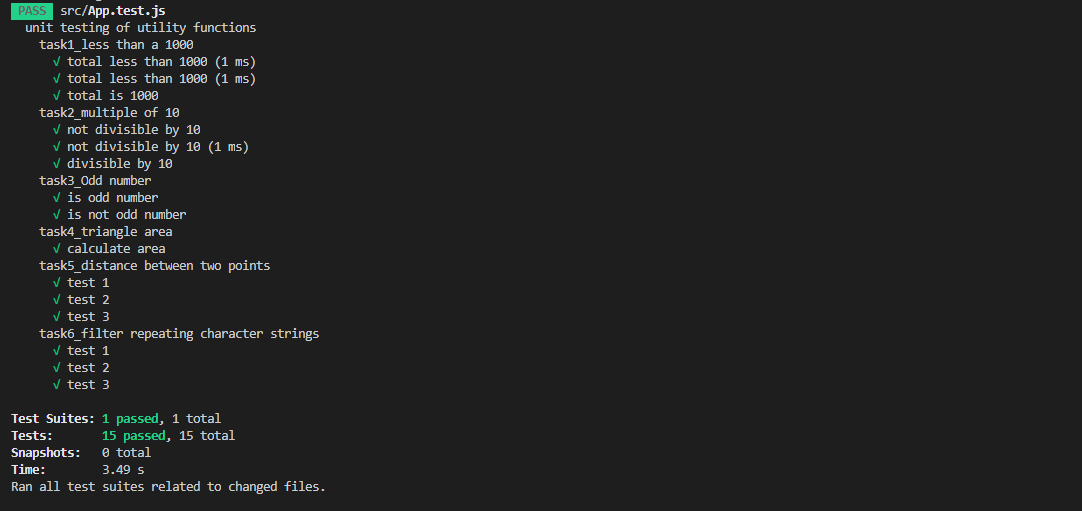 PASS src/App.test.js
unit testing of utility functions
task1_less than a 1000
√ total less than 1000 (1 ms)
√ total less than 1000 (1 ms)
√ total is 1000
task2_multiple of 10
√ not divisible by 10
√ not divisible by 10 (1 ms)
√ divisible by 10
task3_Odd number
√ is odd number
√ is not odd number
task4_triangle area
√ calculate area
task5_distance between two points
√ test 1
√ test 2
√ test 3
task6_filter repeating character strings
√ test 1
√ test 2
√ test 3
Test Suites: 1 passed, 1 total
Tests: 15 passed, 15 total
Snapshots: 0 total
Time: 3.49 s
Ran all test suites related to changed files.